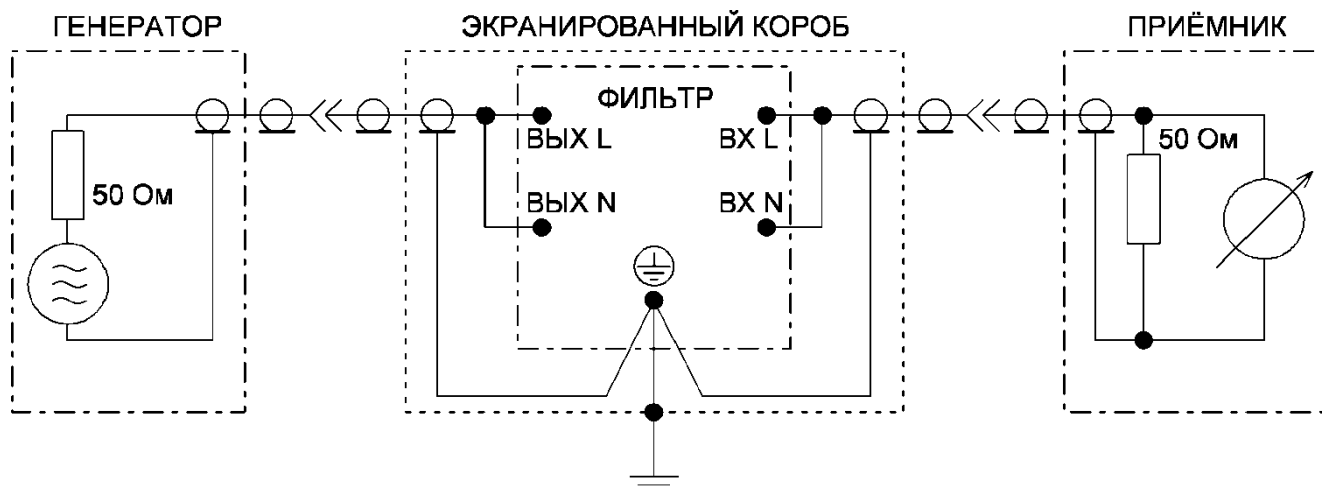 ГЕНЕРАТОР
ЭКРАНИРОВАННЫЙ КОРОБ
ПРИЁМНИК
ФИЛЬТР
ВЫХ L
ВХ L
50 Ом
50 Ом
ВЫХ N
ВХ N